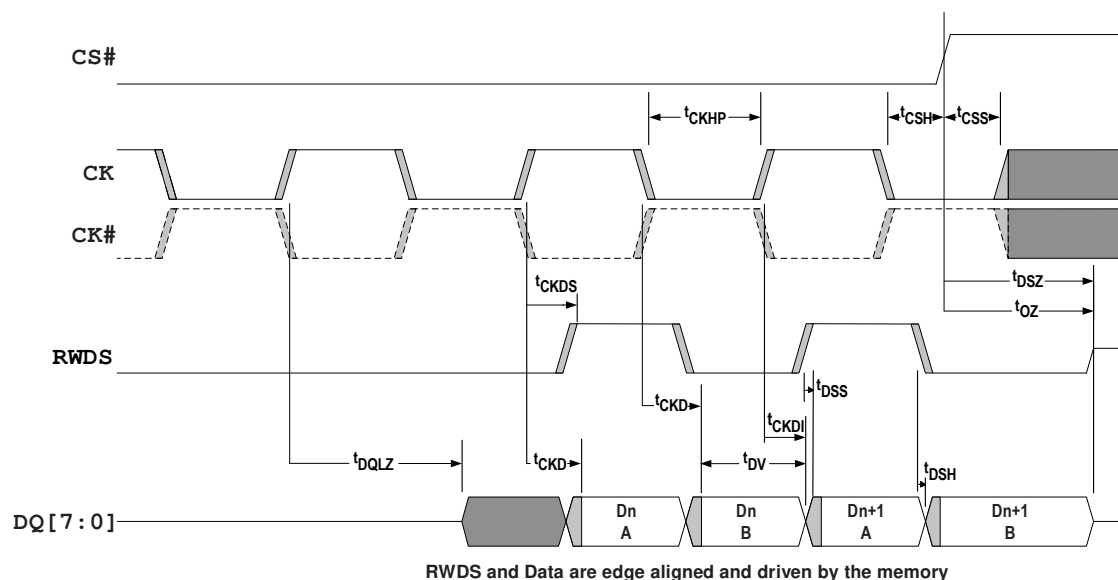 CS#
tCKHP
tCSH
tCSS
CK
CK#
tDSZ
tCKDS
tOZ
RWDS
tDSS
tCKD
tCKDI
tDQLZ
tCKD
tDV
tDSH
DQ[7:0]
Dn
A
Dn
B
Dn+1
A
Dn+1
B
RWDS and Data are edge aligned and driven by the memory